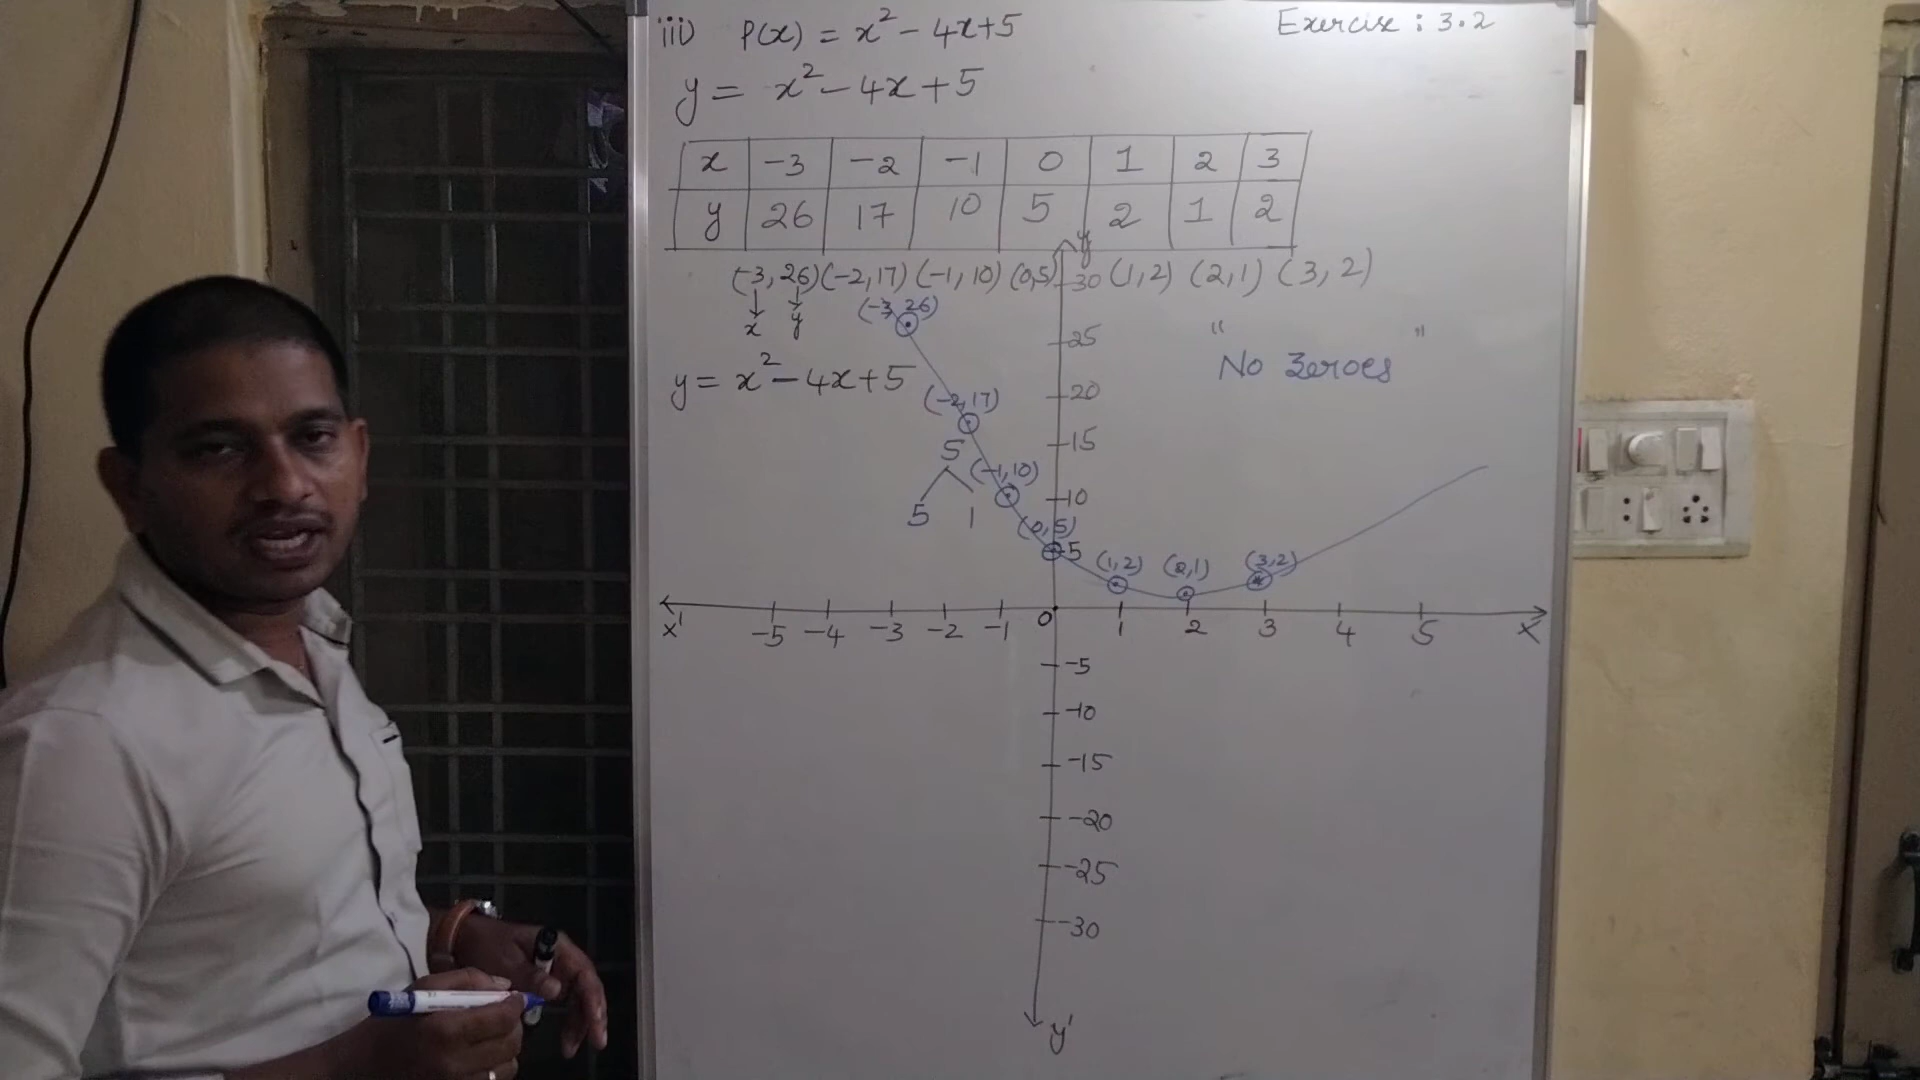 iii) P(x) = x² - 4x+5
Exercise : 3.2
y = x² - 4x+5
x -3 -2 -1 0 1 2 3
y 26 17 10 5 2 1 2
(-3, 26) (-2, 17) (-1, 10) (0,5) (1,2) (2,1) (3,2)
x y
y
30
25
20
15
10
5
(-3, 26)
y = x² - 4x+5
" No Zeroes "
(-2, 17)
5
5 1
(-1, 10)
(0, 5)
(1,2) (2,1) (3,2)
x' -5 -4 -3 -2 -1 0 1 2 3 4 5 x
-5
-10
-15
-20
-25
-30
y'